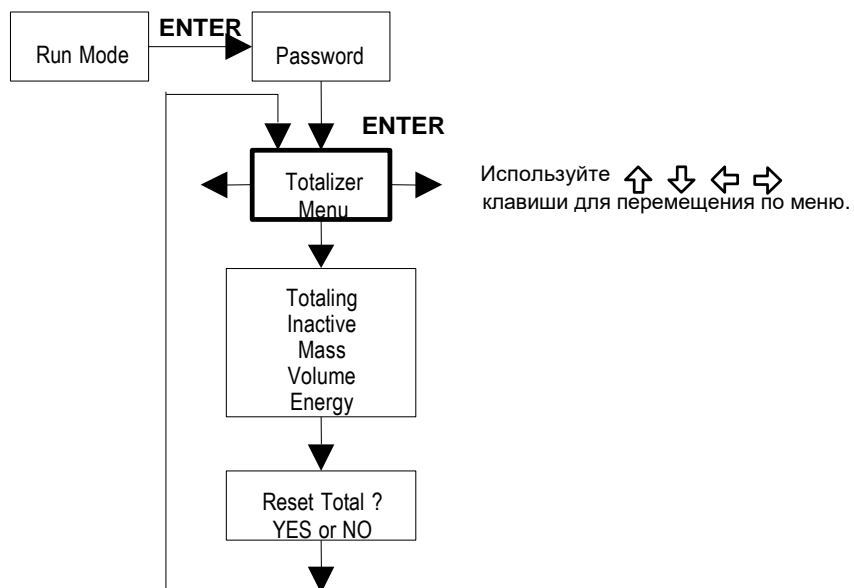 ENTER
Run Mode
Password
ENTER
Totalizer
Menu
Используйте
клавиши для перемещения по меню.
Totaling
Inactive
Mass
Volume
Energy
Reset Total ?
YES or NO